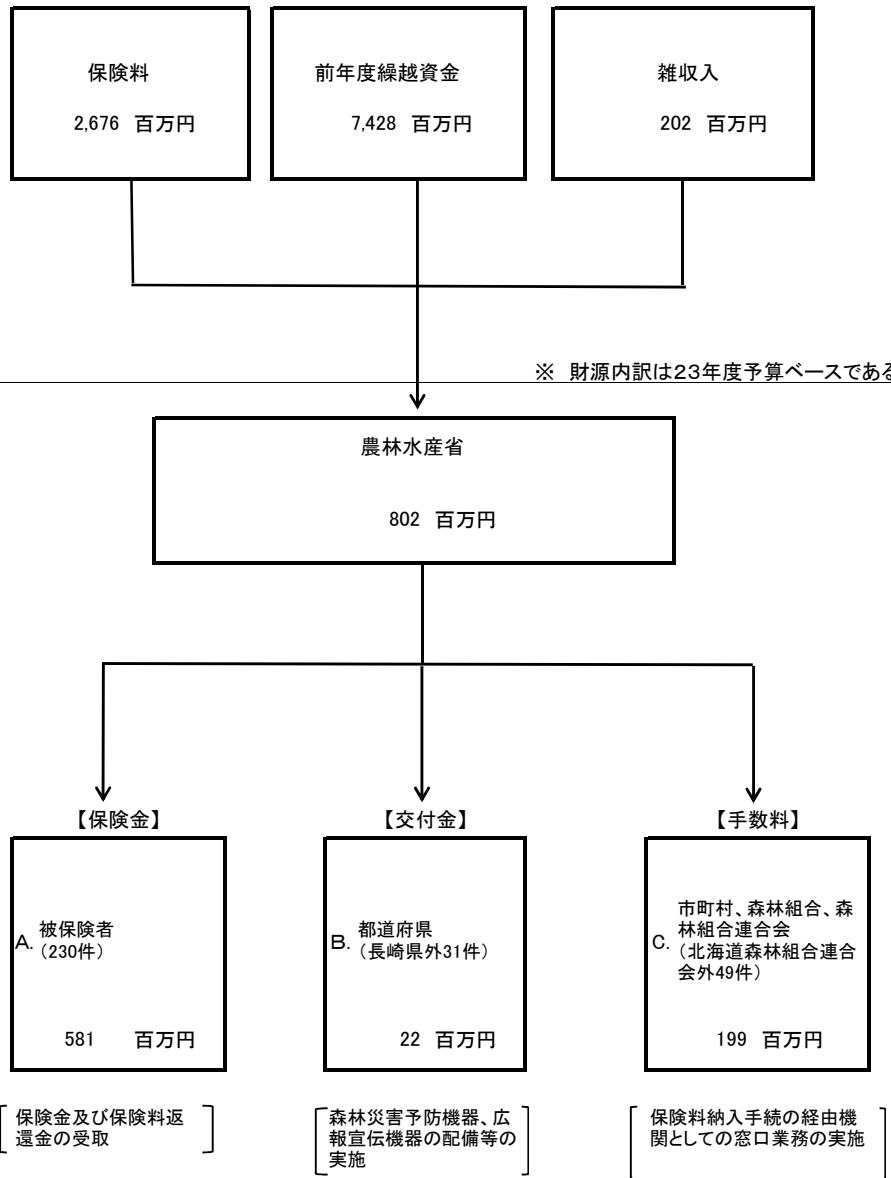 保険料
2,676 百万円
前年度繰越資金
7,428 百万円
雑収入
202 百万円
※ 財源内訳は23年度予算ベースである
農林水産省
802 百万円
【保険金】
A. 被保険者
(230件)
581 百万円
保険金及び保険料返
還金の受取
【交付金】
B. 都道府県
(長崎県外31件)
22 百万円
森林災害予防機器、広
報宣伝機器の配備等の
実施
【手数料】
C. 市町村、森林組合、森
林組合連合会
(北海道森林組合連合
会外49件)
199 百万円
保険料納入手続の経由機
関としての窓口業務の実施